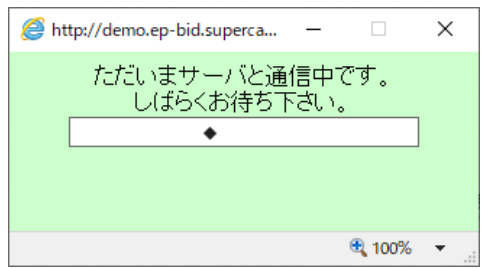 http://demo.ep-bid.superca...
ただいまサーバと通信中です。
しばらくお待ち下さい。
100%